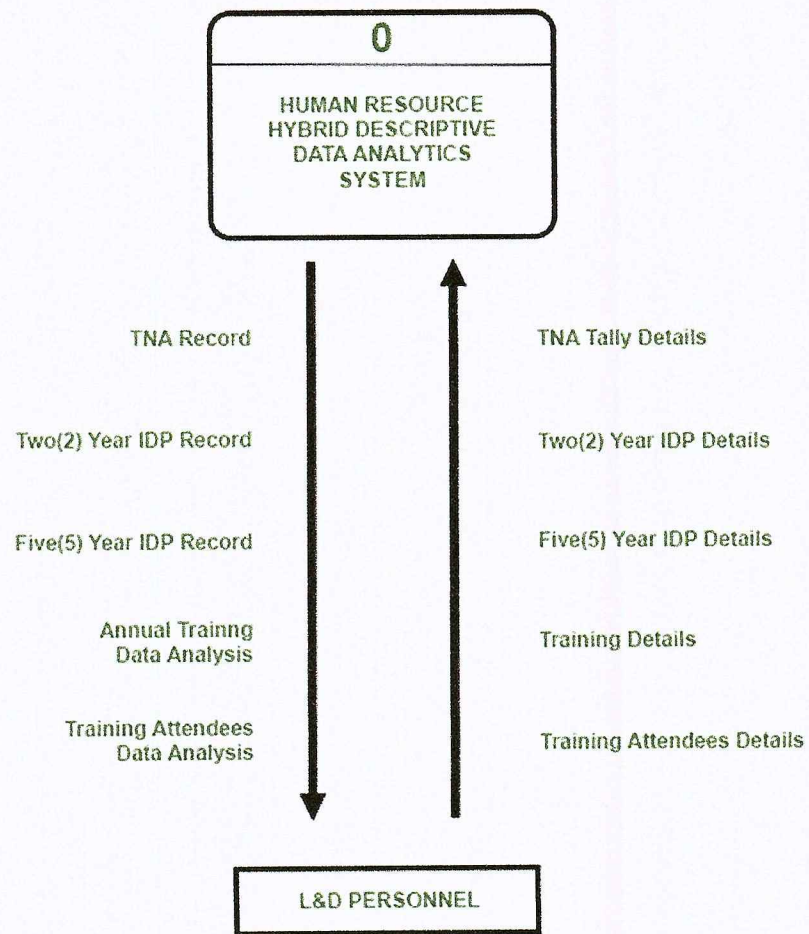 0
HUMAN RESOURCE
HYBRID DESCRIPTIVE
DATA ANALYTICS
SYSTEM
TNA Record
TNA Tally Details
Two(2) Year IDP Record
Two(2) Year IDP Details
Five(5) Year IDP Record
Five(5) Year IDP Details
Annual Trainng
Data Analysis
Training Details
Training Attendees
Data Analysis
Training Attendees Details
L&D PERSONNEL